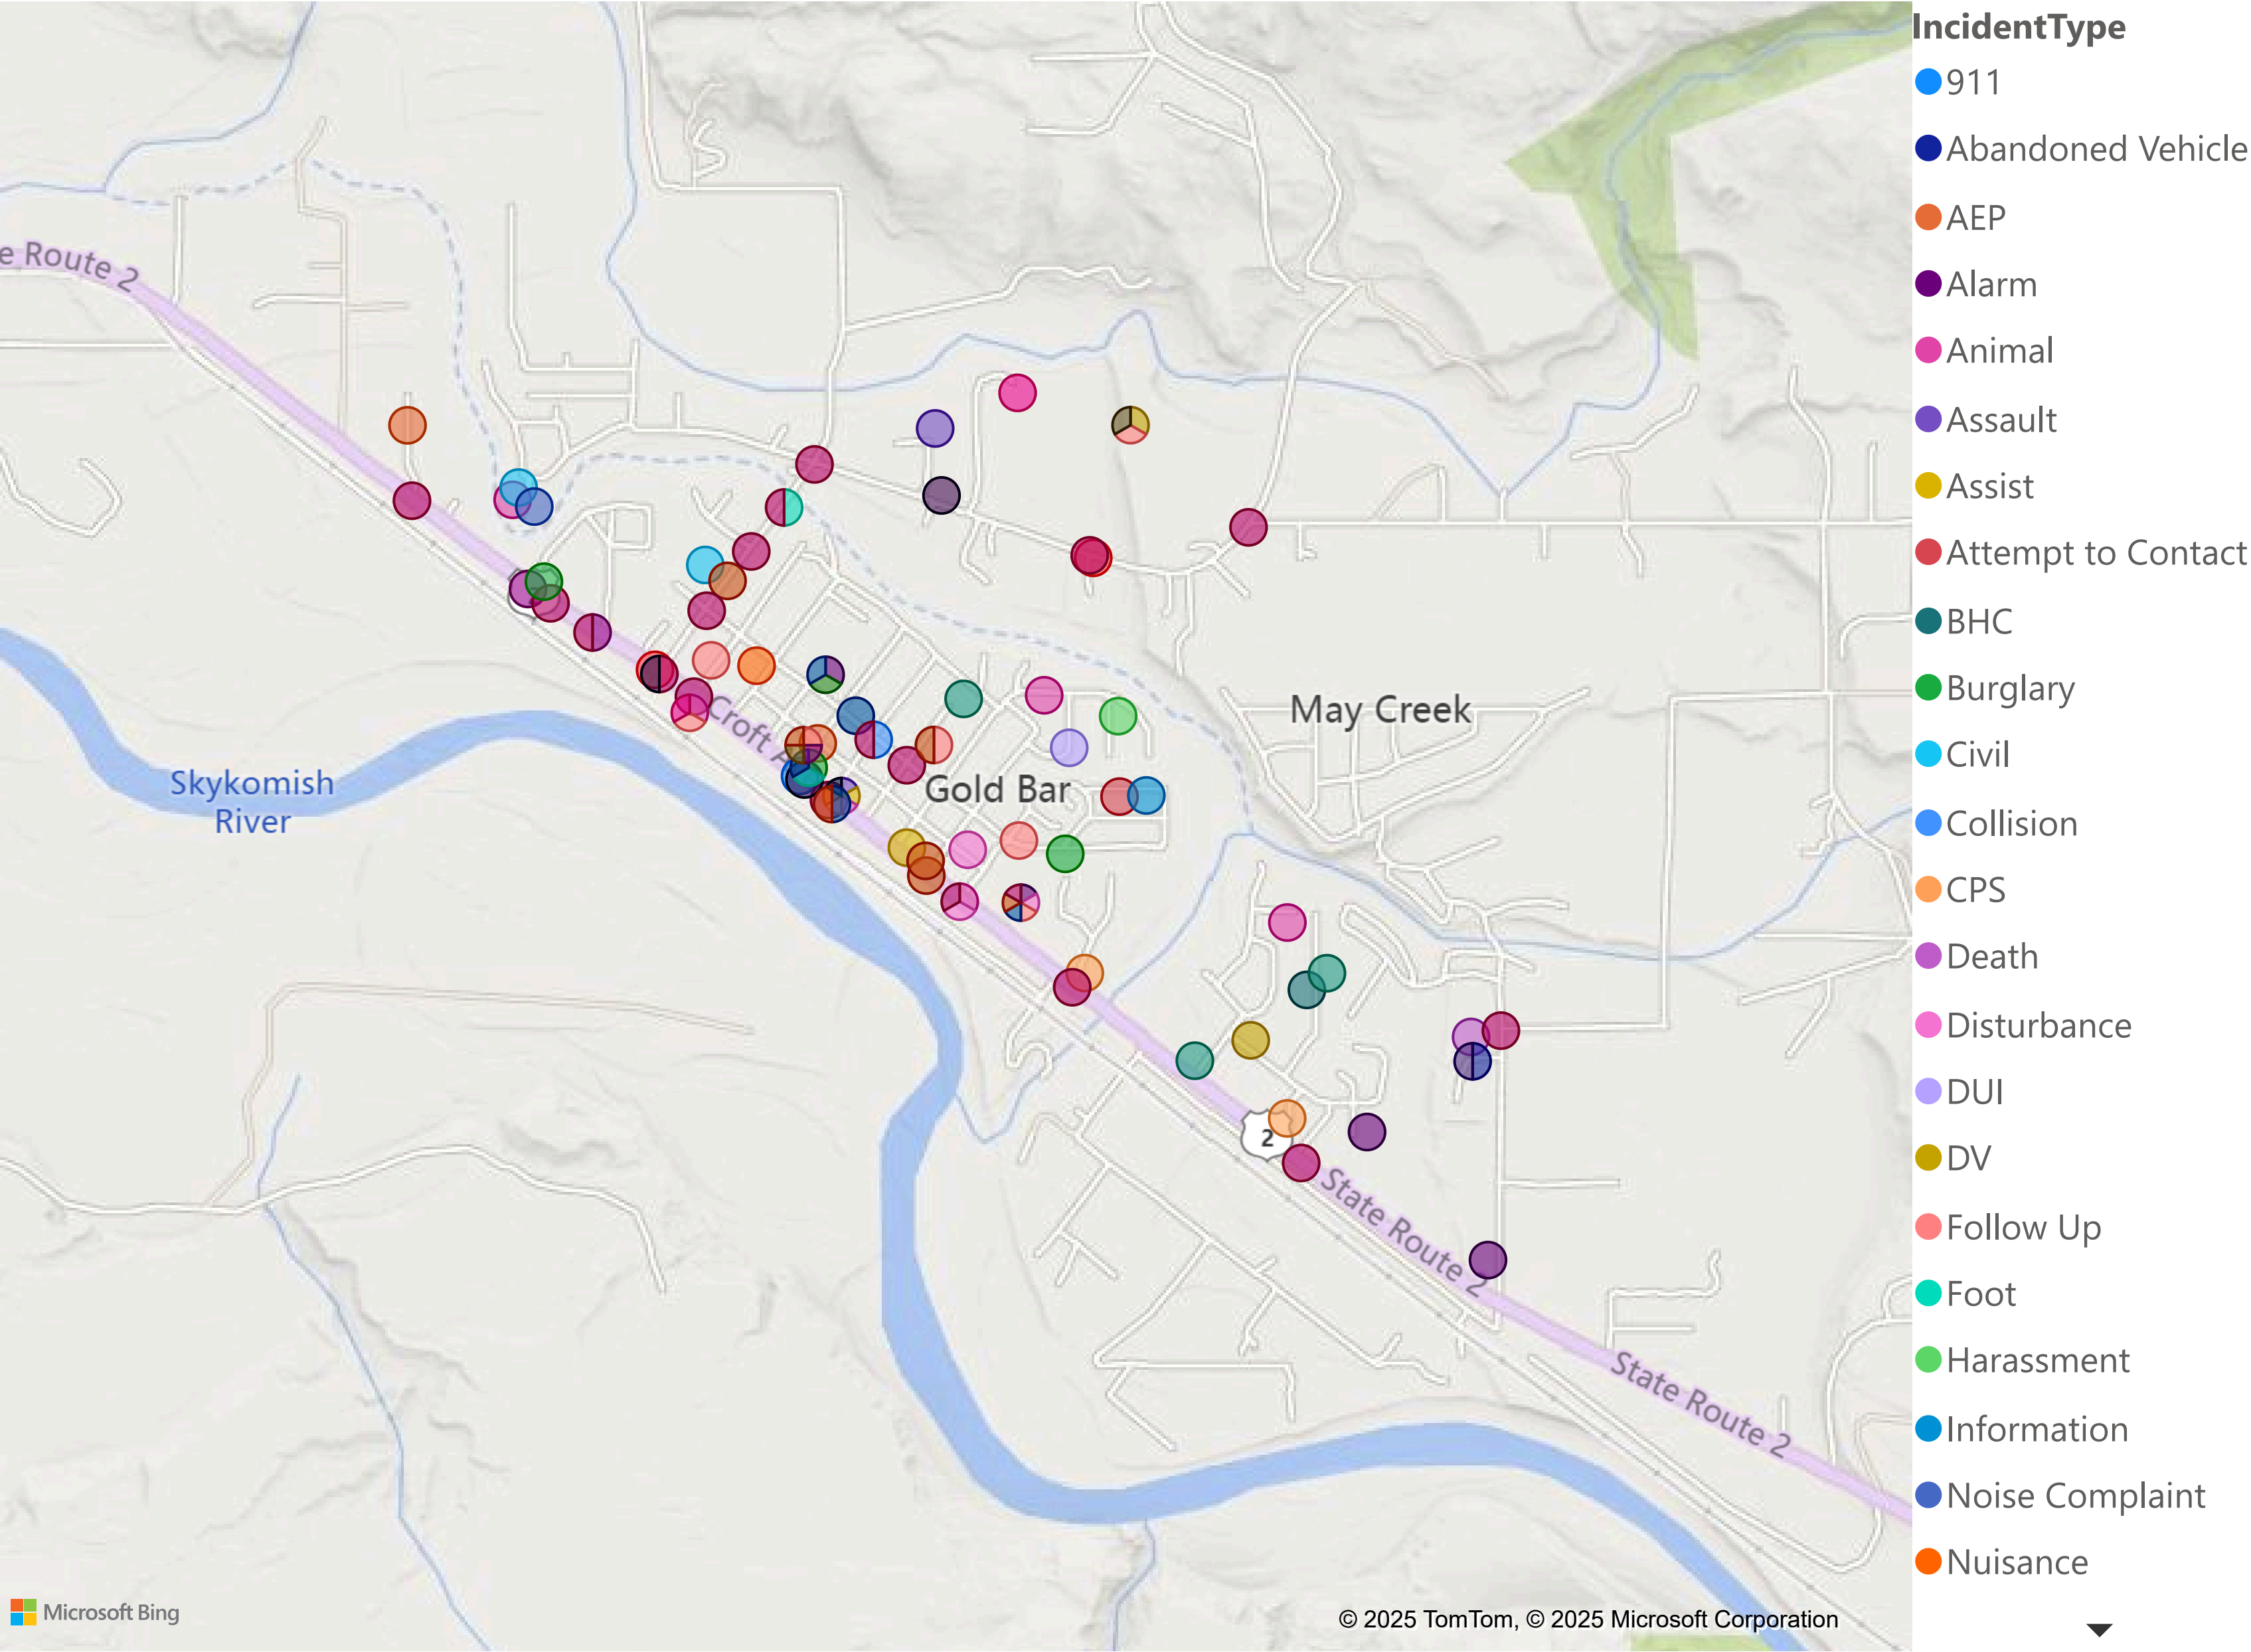 e Route 2
Croft A
Skykomish
River
Gold Bar
May Creek
2
State Route 2
State Route 2
Microsoft Bing
© 2025 TomTom, © 2025 Microsoft Corporation
IncidentType
911
Abandoned Vehicle
AEP
Alarm
Animal
Assault
Assist
Attempt to Contact
BHC
Burglary
Civil
Collision
CPS
Death
Disturbance
DUI
DV
Follow Up
Foot
Harassment
Information
Noise Complaint
Nuisance